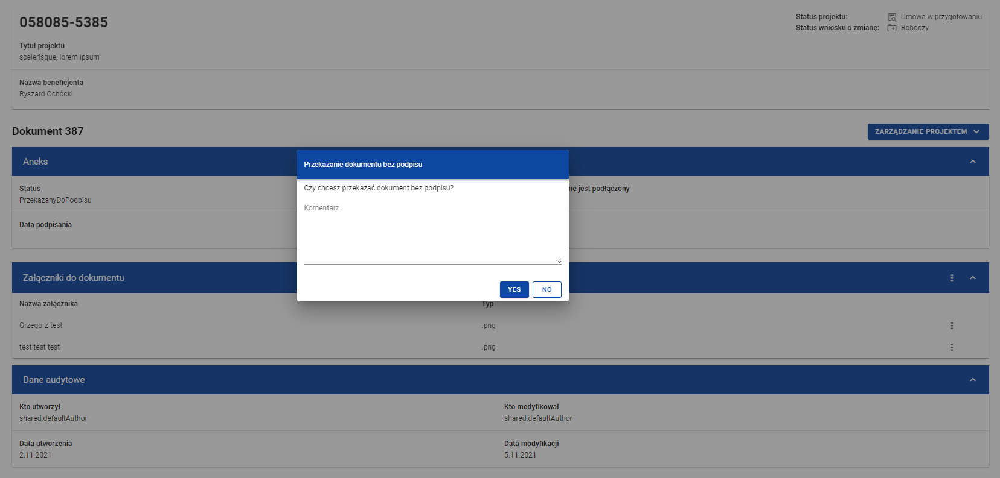 058085-5385
Status projektu: Umowa w przygotowaniu
Status wniosku o zmianę: Roboczy
Tytuł projektu
scelerisque, lorem ipsum
Nazwa beneficjenta
Ryszard Ochócki
Dokument 387
ZARZĄDZANIE PROJEKTEM
Aneks
Status
PrzekazanyDoPodpisu
nę jest podłączony
Data podpisania
Przekazanie dokumentu bez podpisu
Czy chcesz przekazać dokument bez podpisu?
Komentarz
YES NO
Załączniki do dokumentu
Nazwa załącznika Typ
Grzegorz test .png
test test test .png
Dane audytowe
Kto utworzył Kto modyfikował
shared.defaultAuthor shared.defaultAuthor
Data utworzenia Data modyfikacji
2.11.2021 5.11.2021